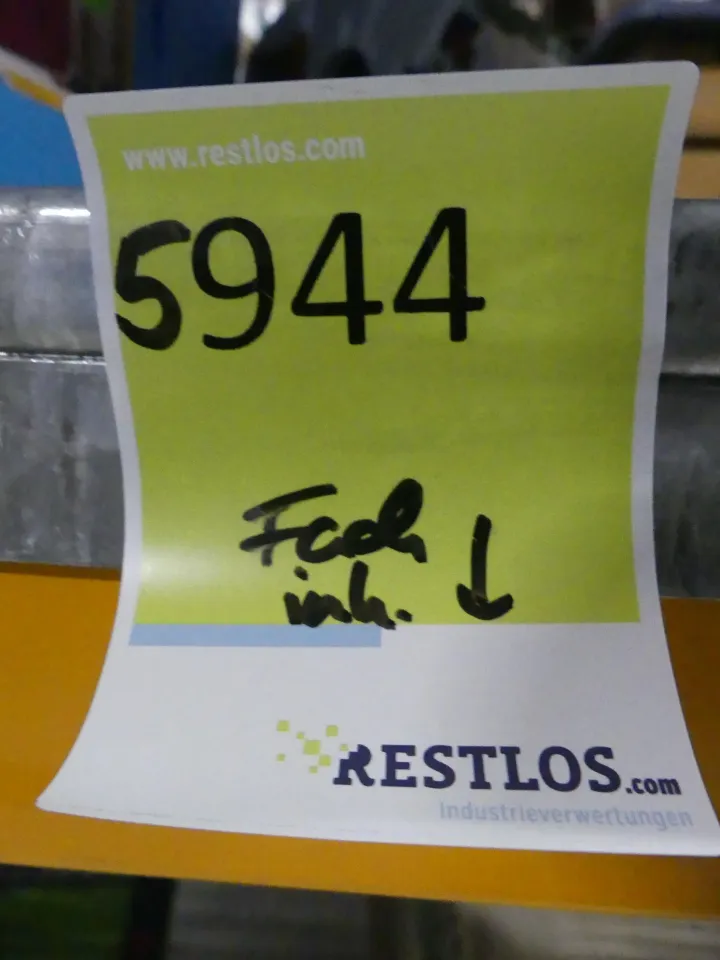 www.restlos.com
5944
Fach
inh. ↓
RESTLOS.com
Industrieverwertungen